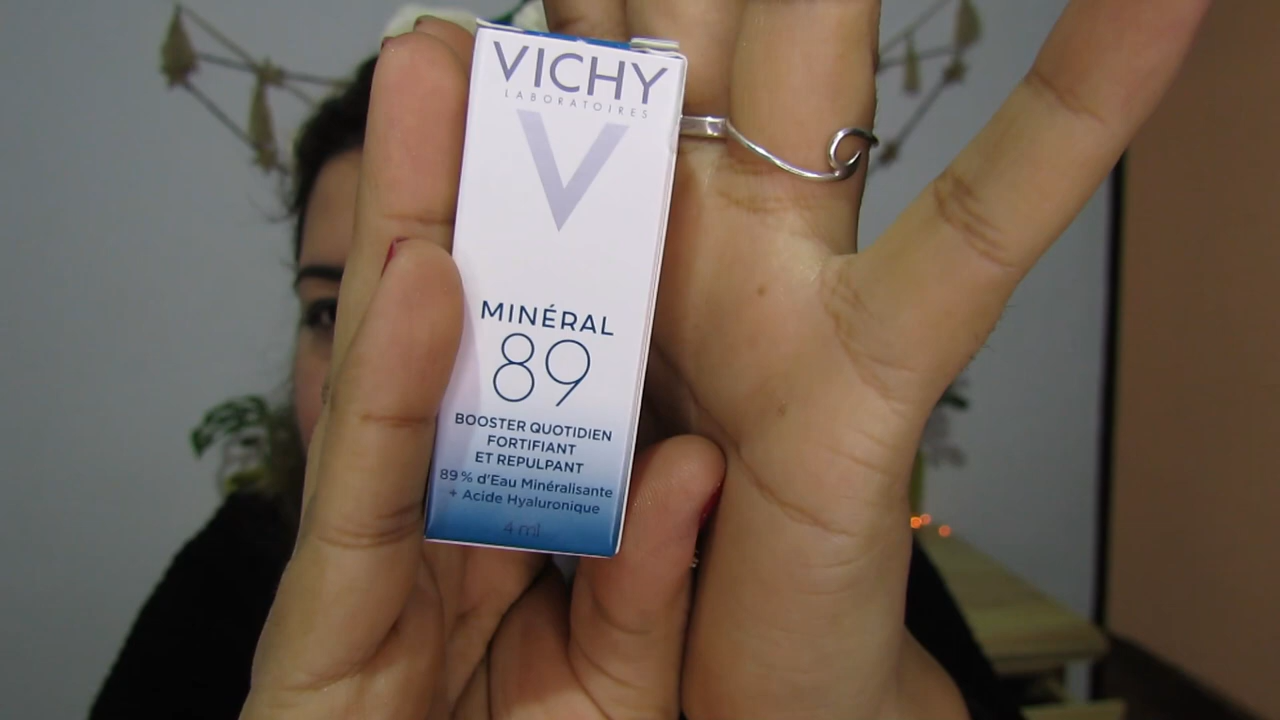 VICHY
LABORATOIRES
V
MINÉRAL
89
BOOSTER QUOTIDIEN
FORTIFIANT
ET REPULPANT
89 % d'Eau Minéralisante
+ Acide Hyaluronique
4 ml